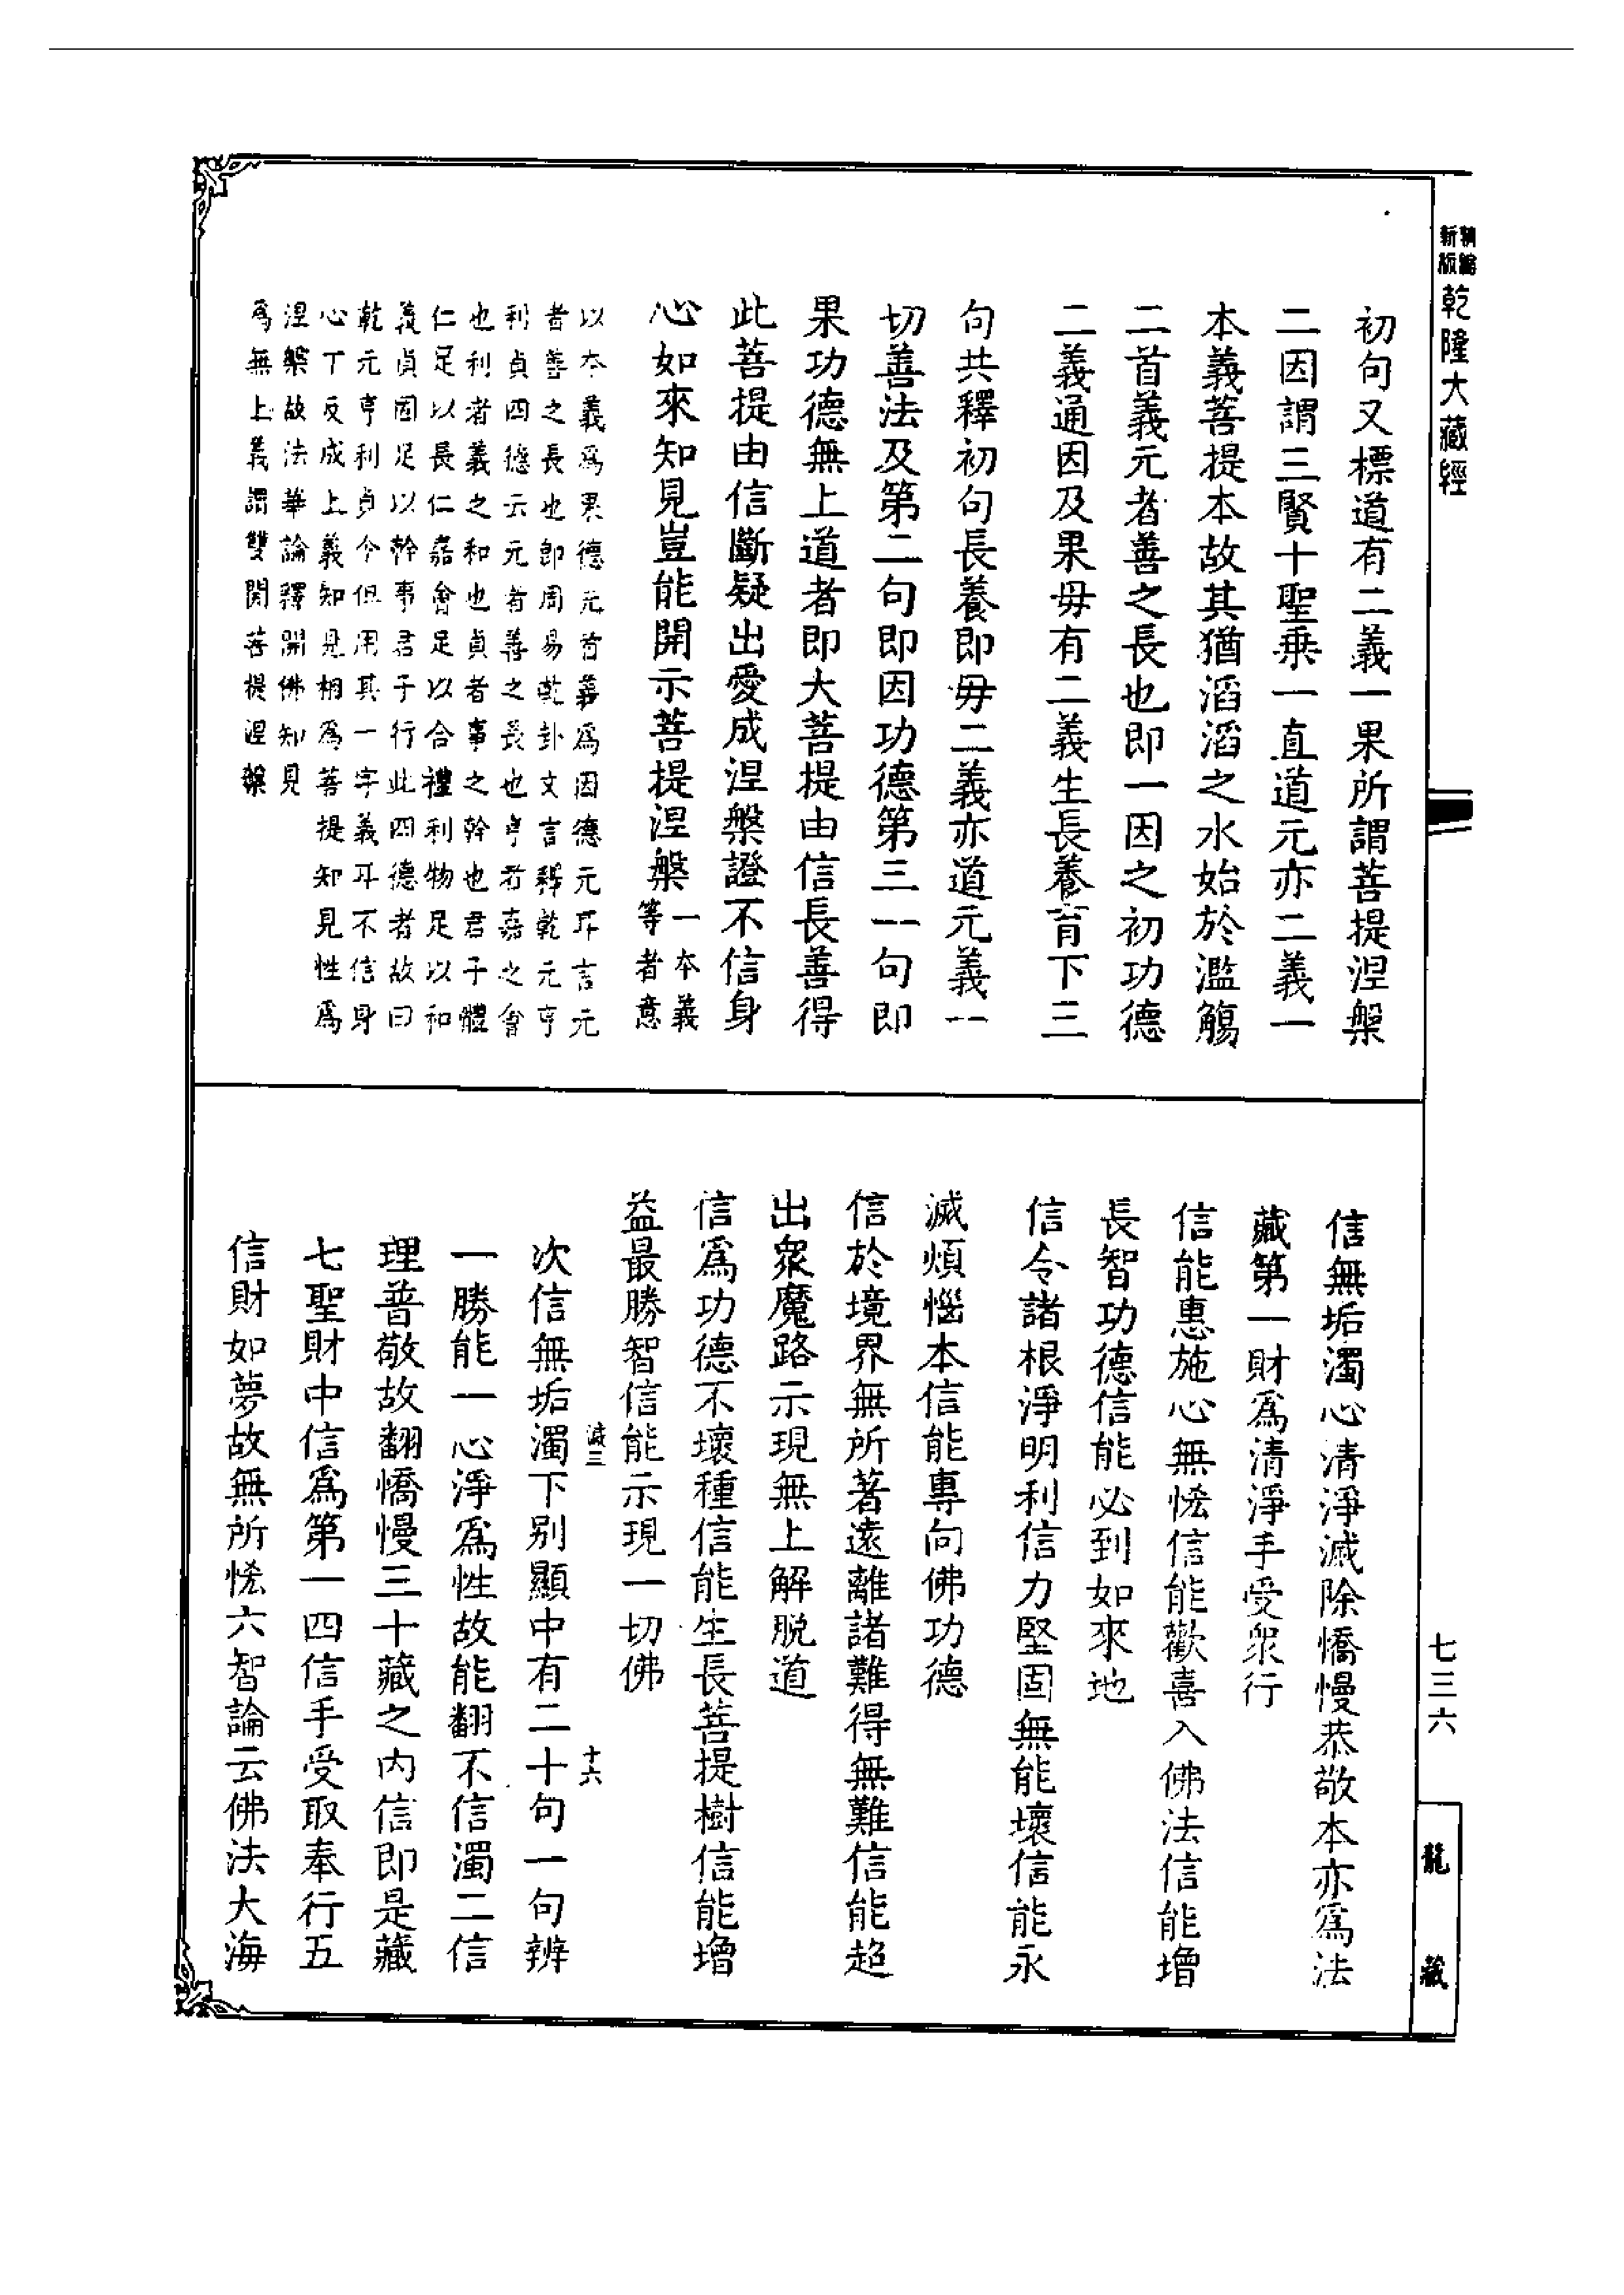 精縮
新版
乾隆大藏經
初句又標道有二義一果所謂菩提涅槃
二因謂三賢十聖乗一直道元亦二義一
本義菩提本故其猶滔滔之水始於濫觴
二首義元者善之長也即一因之初功德
二義通因及果毋有二義生長養育下三
句共釋初句長養即毋二義亦道元義一
切善法及第二句即因功德第三一句即
果功德無上道者即大菩提由信長善得
此菩提由信斷疑出愛成涅槃證不信身
心如來知見豈能開示菩提涅槃
一本義
等者意
以本義爲果德元首義爲因德元耳言元
者善之長也即周易乾卦文言釋乾元亨
利貞四德云元者善之長也亨者嘉之會
也利者義之和也貞者事之幹也君子體
仁足以長仁嘉會足以合禮利物足以和
義貞固足以幹事君子行此四德者故曰
乾元亨利貞今但用其一字義耳不信身
心丁反成上義知見相爲菩提知見性爲
涅槃故法華論釋開佛知見
爲無上義謂雙開菩提涅槃
信無垢濁心清淨滅除憍慢恭敬本亦爲法
藏第一財爲清淨手受衆行
信能惠施心無悋信能歡喜入佛法信能增
長智功德信能必到如來地
信令諸根淨明利信力堅固無能壞信能永
滅煩惱本信能專向佛功德
信於境界無所著遠離諸難得無難信能超
出衆魔路示現無上解脱道
信爲功德不壞種信能生長菩提樹信能增
益最勝智信能示現一切佛
滅三
十六
次信無垢濁下别顯中有二十句一句辨
一勝能一心淨爲性故能翻不信濁二信
理普敬故翻憍慢三十藏之内信即是藏
七聖財中信爲第一四信手受取奉行五
信財如夢故無所悋六智論云佛法大海
七三六
龍藏